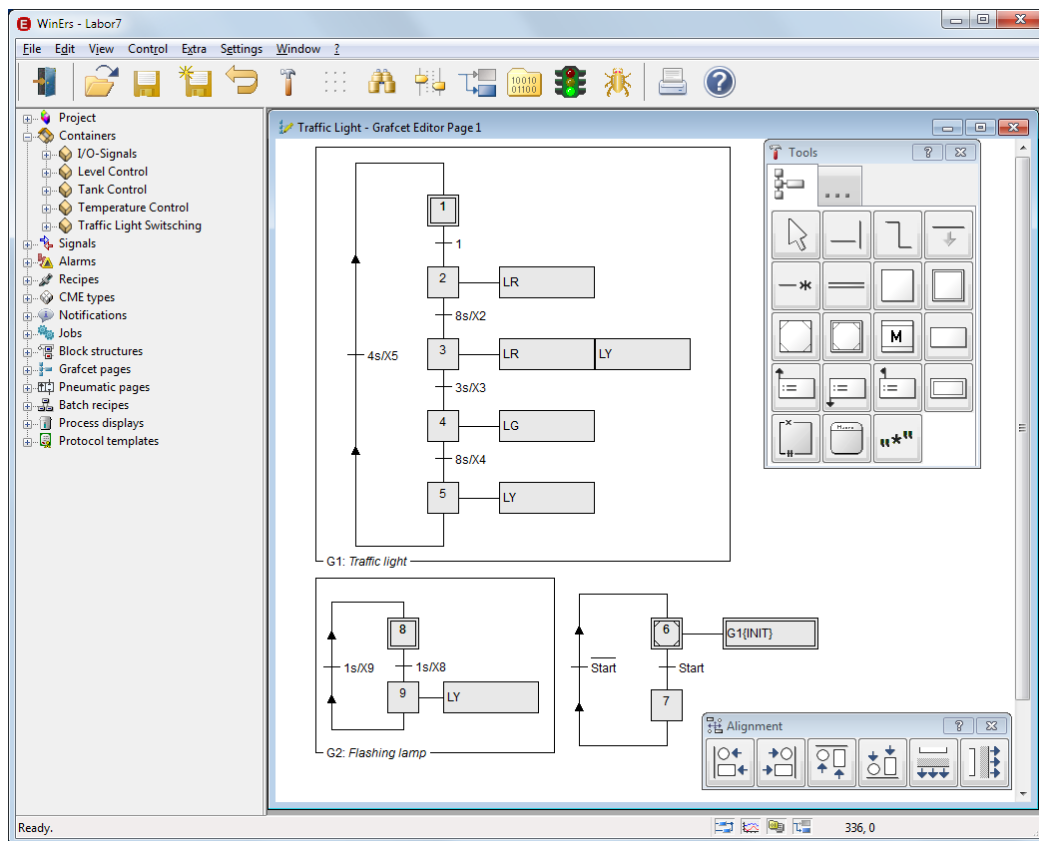 WinErs - Labor7
File Edit View Control Extra Settings Window ?
10010
01100
Project
Containers
I/O-Signals
Level Control
Tank Control
Temperature Control
Traffic Light Switsching
Signals
Alarms
Recipes
CME types
Notifications
Jobs
Block structures
Grafcet pages
Pneumatic pages
Batch recipes
Process displays
Protocol templates
Traffic Light - Grafcet Editor Page 1
1
1
2 LR
8s/X2
3 LR LY
4s/X5
3s/X3
4 LG
8s/X4
5 LY
G1: Traffic light
8
1s/X9 1s/X8
9 LY
G2: Flashing lamp
6 G1{INIT}
Start Start
7
Tools
...
M
:= := :=
"*"
Alignment
Ready.
336, 0